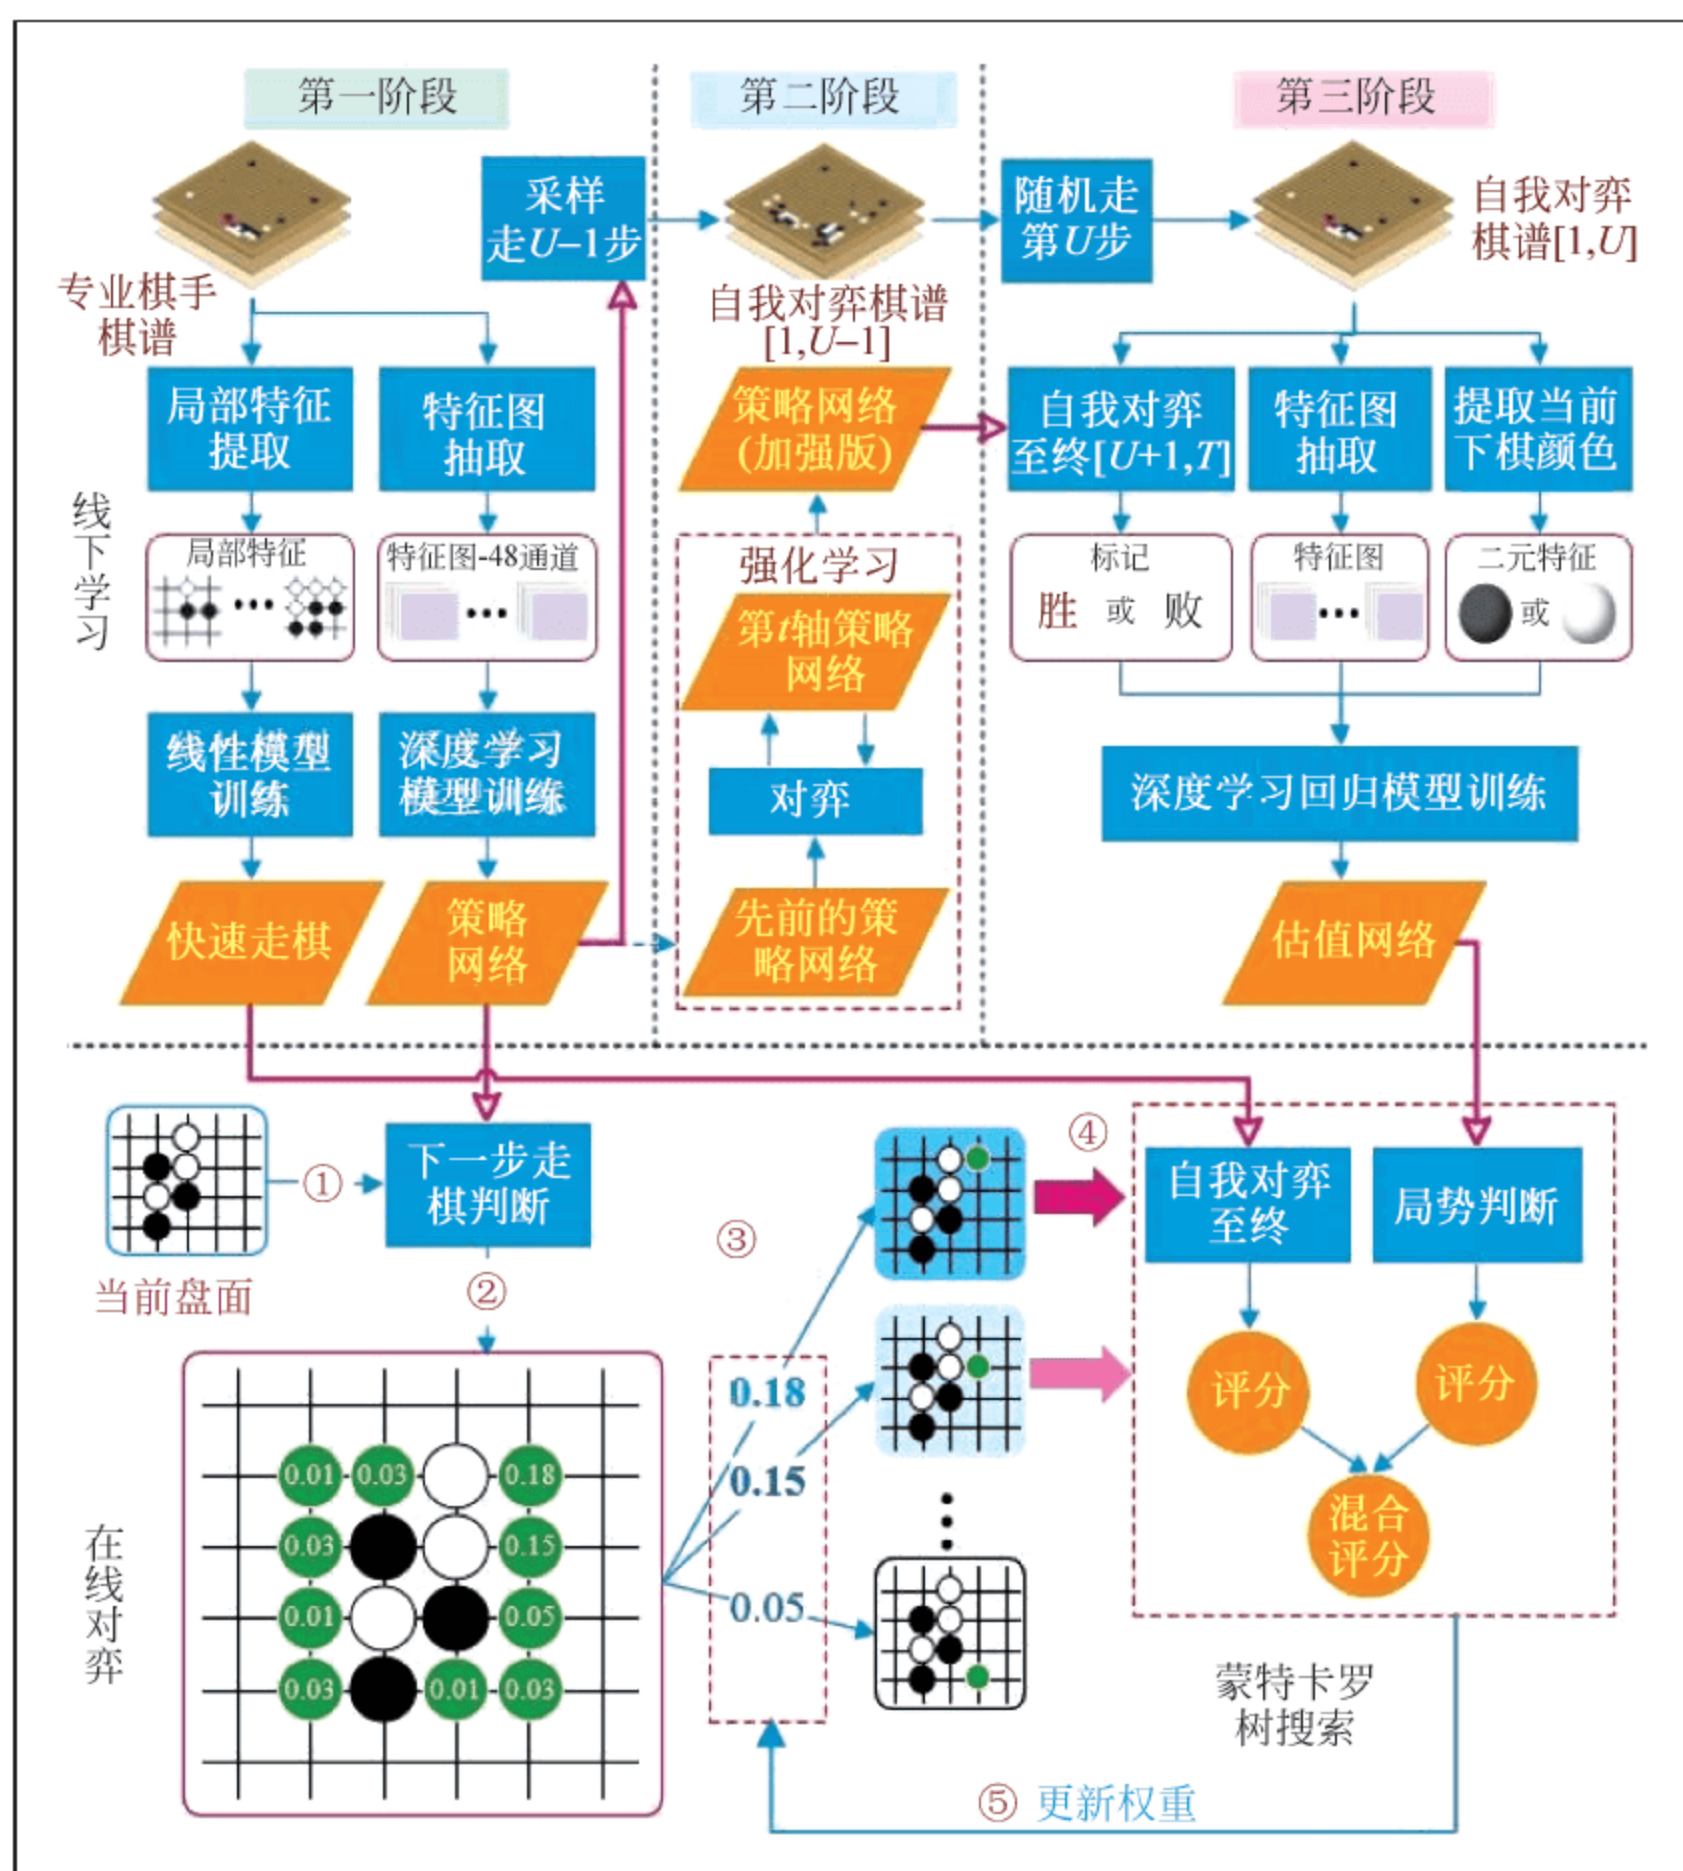 第一阶段
第二阶段
第三阶段
专业棋手
棋谱
采样
走U–1步
自我对弈棋谱
[1,U–1]
随机走
第U步
自我对弈
棋谱[1,U]
线下学习
局部特征
提取
特征图
抽取
策略网络
(加强版)
自我对弈
至终[U+1,T]
特征图
抽取
提取当前
下棋颜色
局部特征
特征图-48通道
强化学习
第t轴策略
网络
标记
胜 或 败
特征图
二元特征
或
线性模型
训练
深度学习
模型训练
对弈
深度学习回归模型训练
快速走棋
策略
网络
先前的策
略网络
估值网络
在线对弈
当前盘面
①
下一步走
棋判断
②
③
④
自我对弈
至终
局势判断
0.01 0.03 0.18
0.03 0.15
0.01 0.05
0.03 0.01 0.03
0.18
0.15
0.05
评分
评分
混合
评分
蒙特卡罗
树搜索
⑤ 更新权重